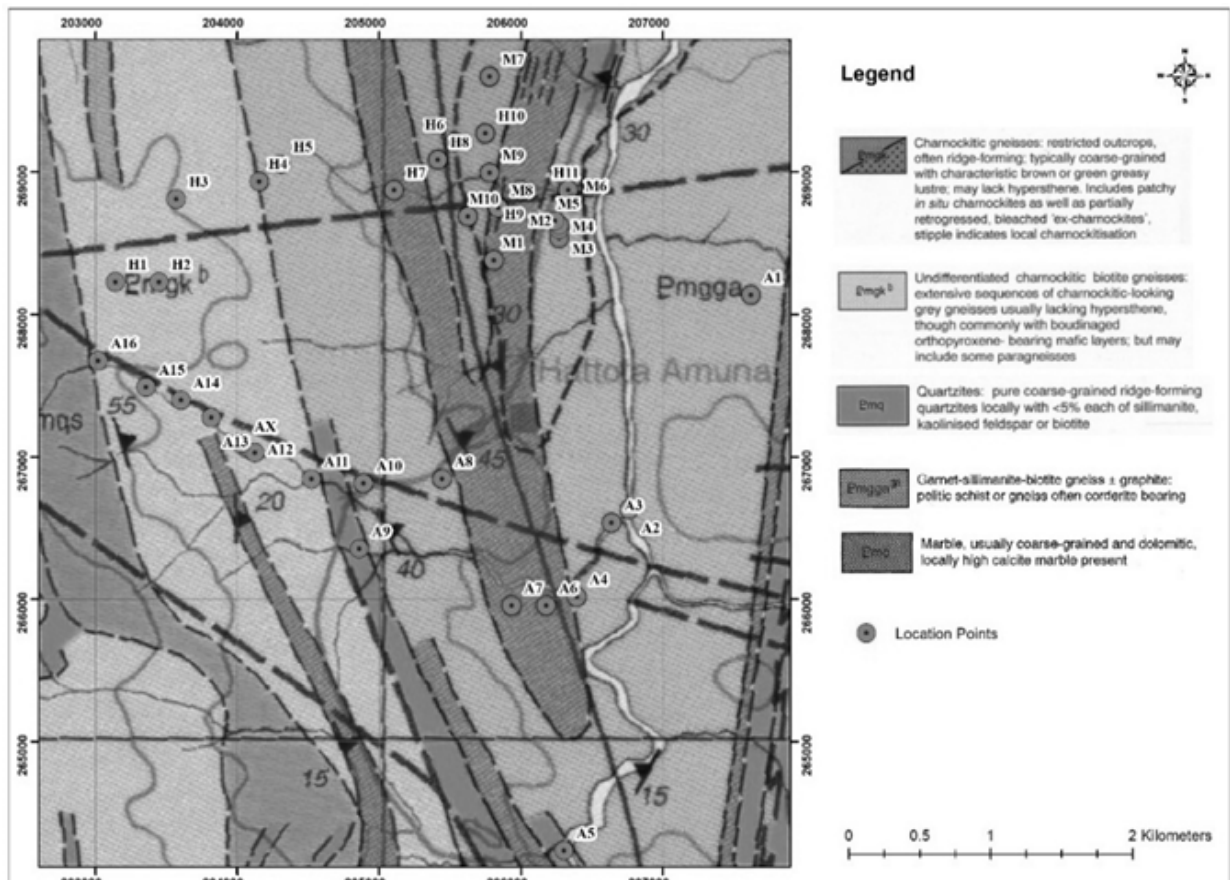 203000 204000 205000 206000 207000
M7
H10
H6
H8
M9
30
H5
H4
H7
H11
M6
269000
H3
M10
M8
M5
H9
M2
M4
M1
M3
H1
H2
Pmgk b
Pmgga
A1
268000
30
A16
A15
A14
Hattota Amuna
55
mqs
AX
A13
A12
A11
A10
A8
45
267000
20
A3
A2
A9
40
A7
A6
A4
266000
265000
15
15
A5
Legend
Charnockitic gneisses: restricted outcrops,
often ridge-forming; typically coarse-grained
with characteristic brown or green greasy
lustre; may lack hypersthene. Includes patchy
in situ charnockites as well as partially
retrogressed, bleached 'ex-charnockites',
stipple indicates local charnockitisation
Pmgk b
Undifferentiated charnockitic biotite gneisses:
extensive sequences of charnockitic-looking
grey gneisses usually lacking hypersthene,
though commonly with boudinaged
orthopyroxene- bearing mafic layers; but may
include some paragneisses
Pmq
Quartzites: pure coarse-grained ridge-forming
quartzites locally with <5% each of sillimanite,
kaolinised feldspar or biotite
Garnet-sillimanite-biotite gneiss ± graphite:
pelitic schist or gneiss often corderite bearing
Marble, usually coarse-grained and dolomitic,
locally high calcite marble present
Location Points
0 0.5 1 2 Kilometers